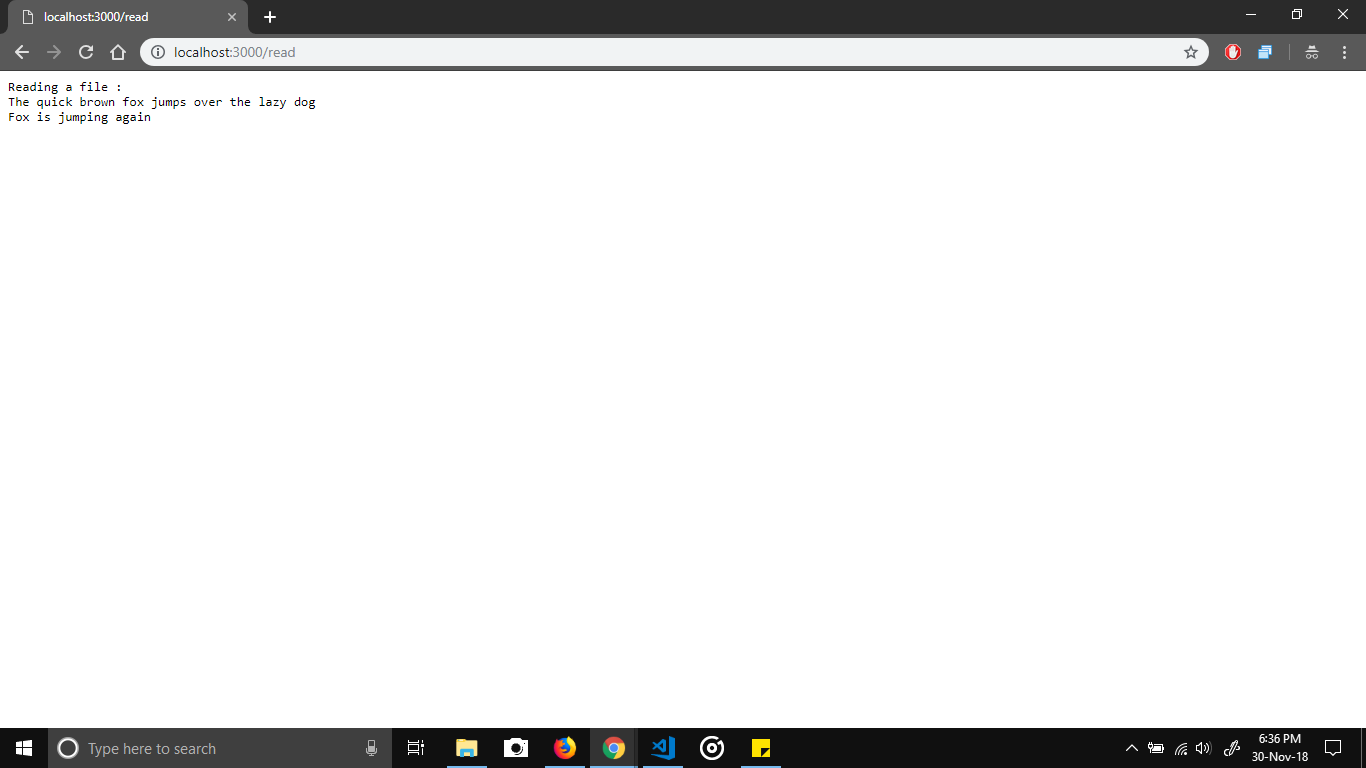 localhost:3000/read
localhost:3000/read
Reading a file :
The quick brown fox jumps over the lazy dog
Fox is jumping again
Type here to search
6:36 PM
30-Nov-18